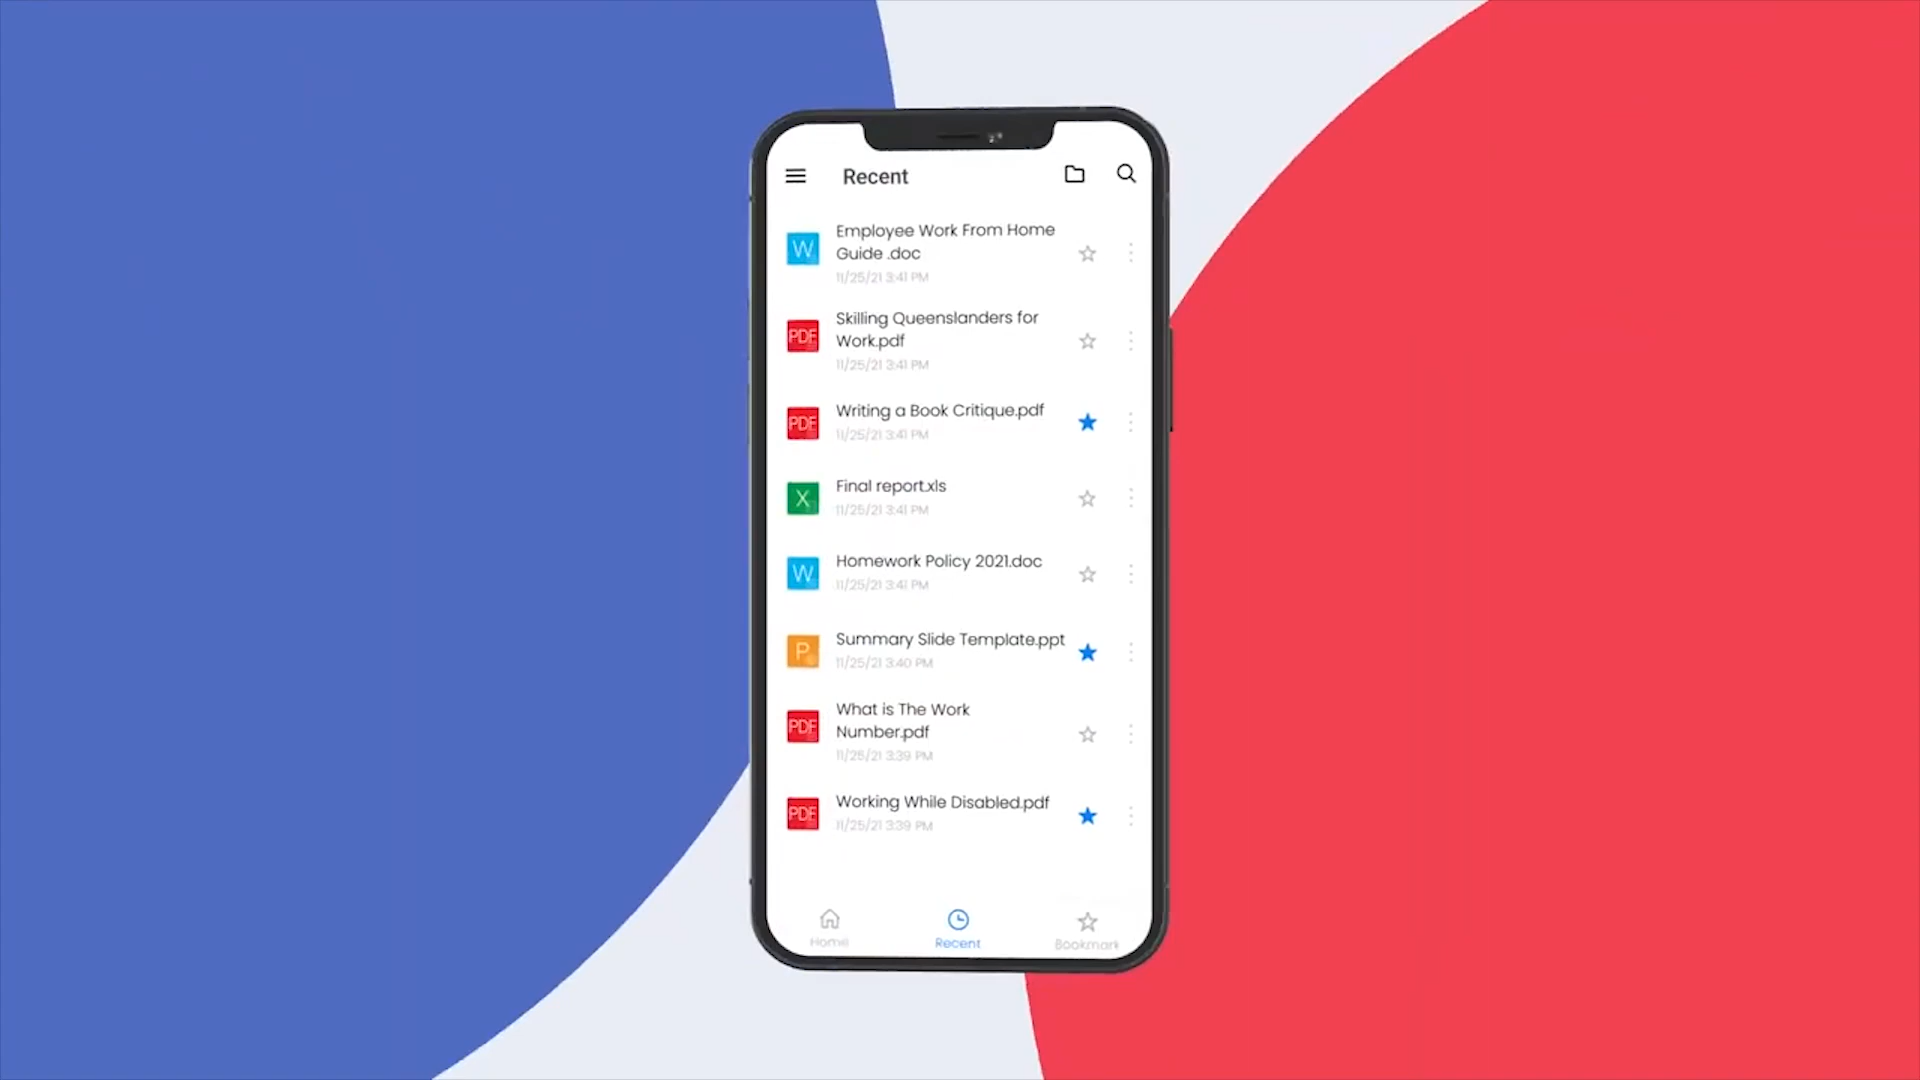 Recent
Employee Work From Home
Guide .doc
W
11/25/21 3:41 PM
Skilling Queenslanders for
Work.pdf
PDF
11/25/21 3:41 PM
Writing a Book Critique.pdf
PDF
11/25/21 3:41 PM
Final report.xls
X
11/25/21 3:41 PM
Homework Policy 2021.doc
W
11/25/21 3:41 PM
Summary Slide Template.ppt
P
11/25/21 3:40 PM
What is The Work
Number.pdf
PDF
11/25/21 3:39 PM
Working While Disabled.pdf
PDF
11/25/21 3:39 PM
Home Recent Bookmark